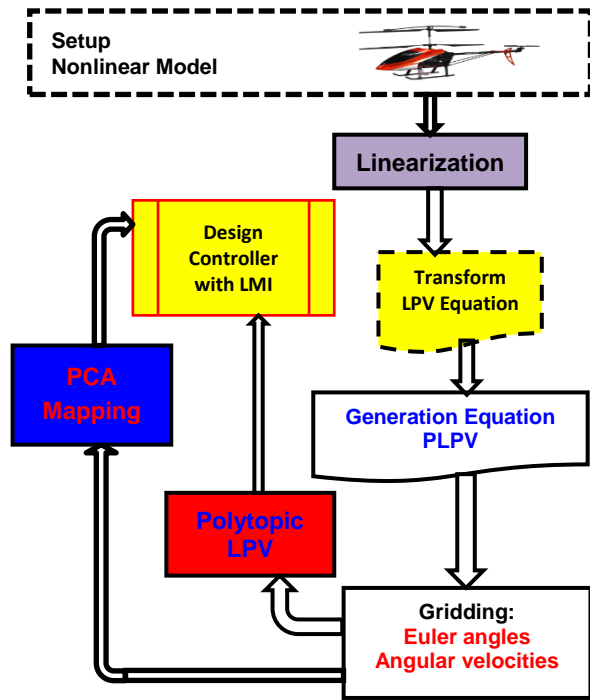 Setup
Nonlinear Model
Linearization
Design
Controller
with LMI
Transform
LPV Equation
PCA
Mapping
Generation Equation
PLPV
Polytopic
LPV
Gridding:
Euler angles
Angular velocities